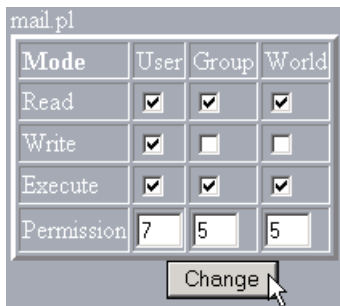 mail.pl
Mode User Group World
Read
Write
Execute
Permission 7 5 5
Change